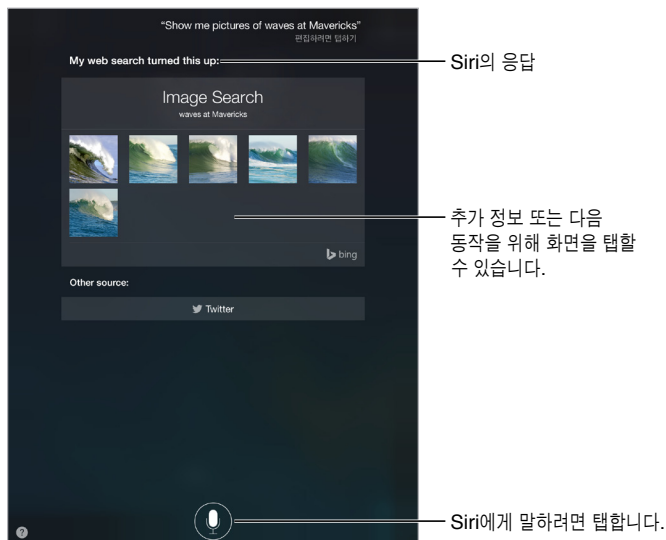 “Show me pictures of waves at Mavericks”
편집하려면 탭하기
My web search turned this up:
Siri의 응답
Image Search
waves at Mavericks
추가 정보 또는 다음
동작을 위해 화면을 탭할
수 있습니다.
bing
Other source:
Twitter
Siri에게 말하려면 탭합니다.
?